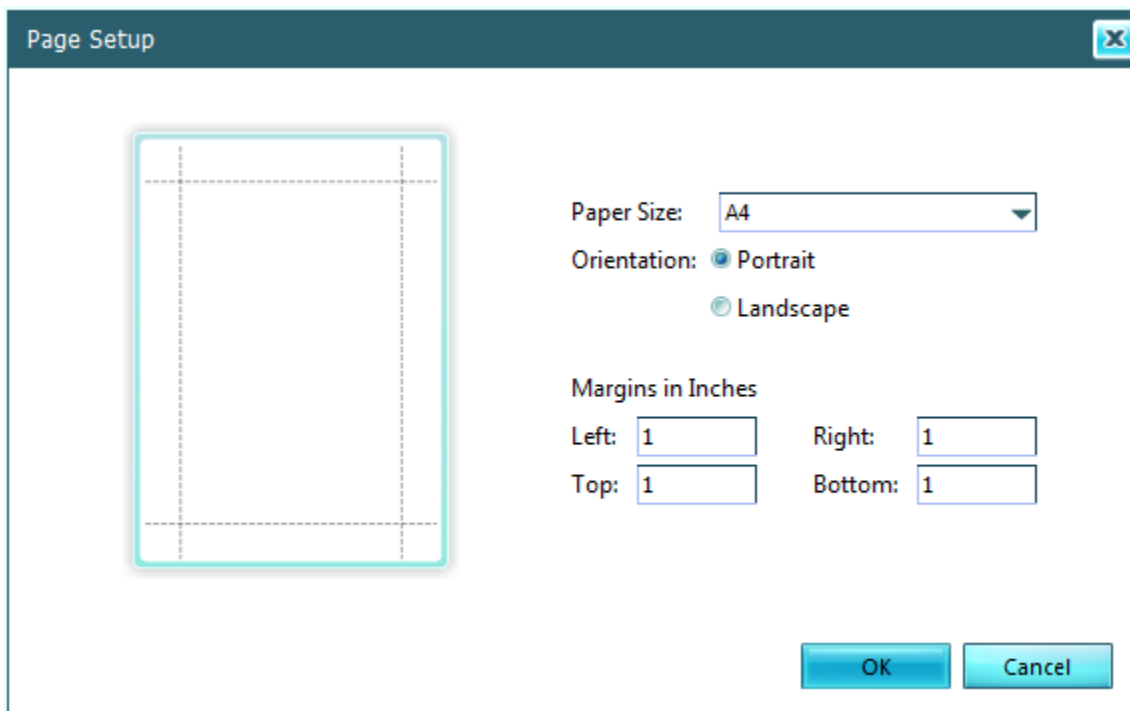 Page Setup
Paper Size: A4
Orientation: Portrait
Landscape
Margins in Inches
Left: 1 Right: 1
Top: 1 Bottom: 1
OK Cancel